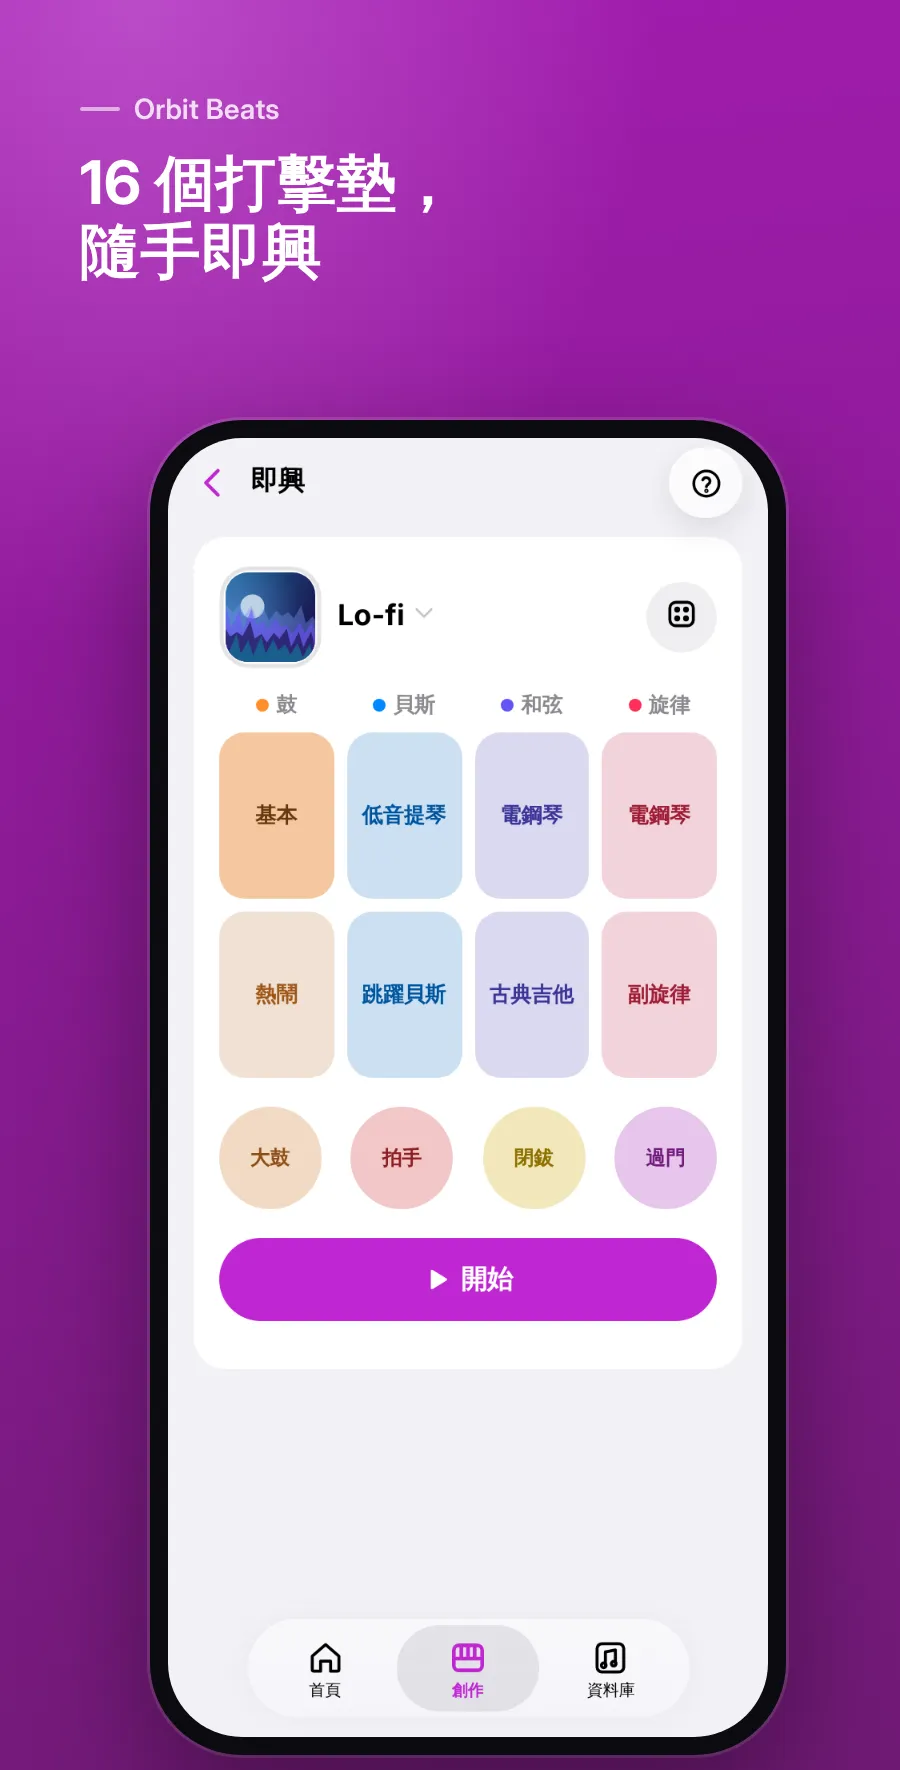 Orbit Beats
16 個打擊墊，
隨手即興
即興
Lo-fi
鼓 貝斯 和弦 旋律
基本 低音提琴 電鋼琴 電鋼琴
熱鬧 跳躍貝斯 古典吉他 副旋律
大鼓 拍手 閉鈸 過門
開始
首頁 創作 資料庫